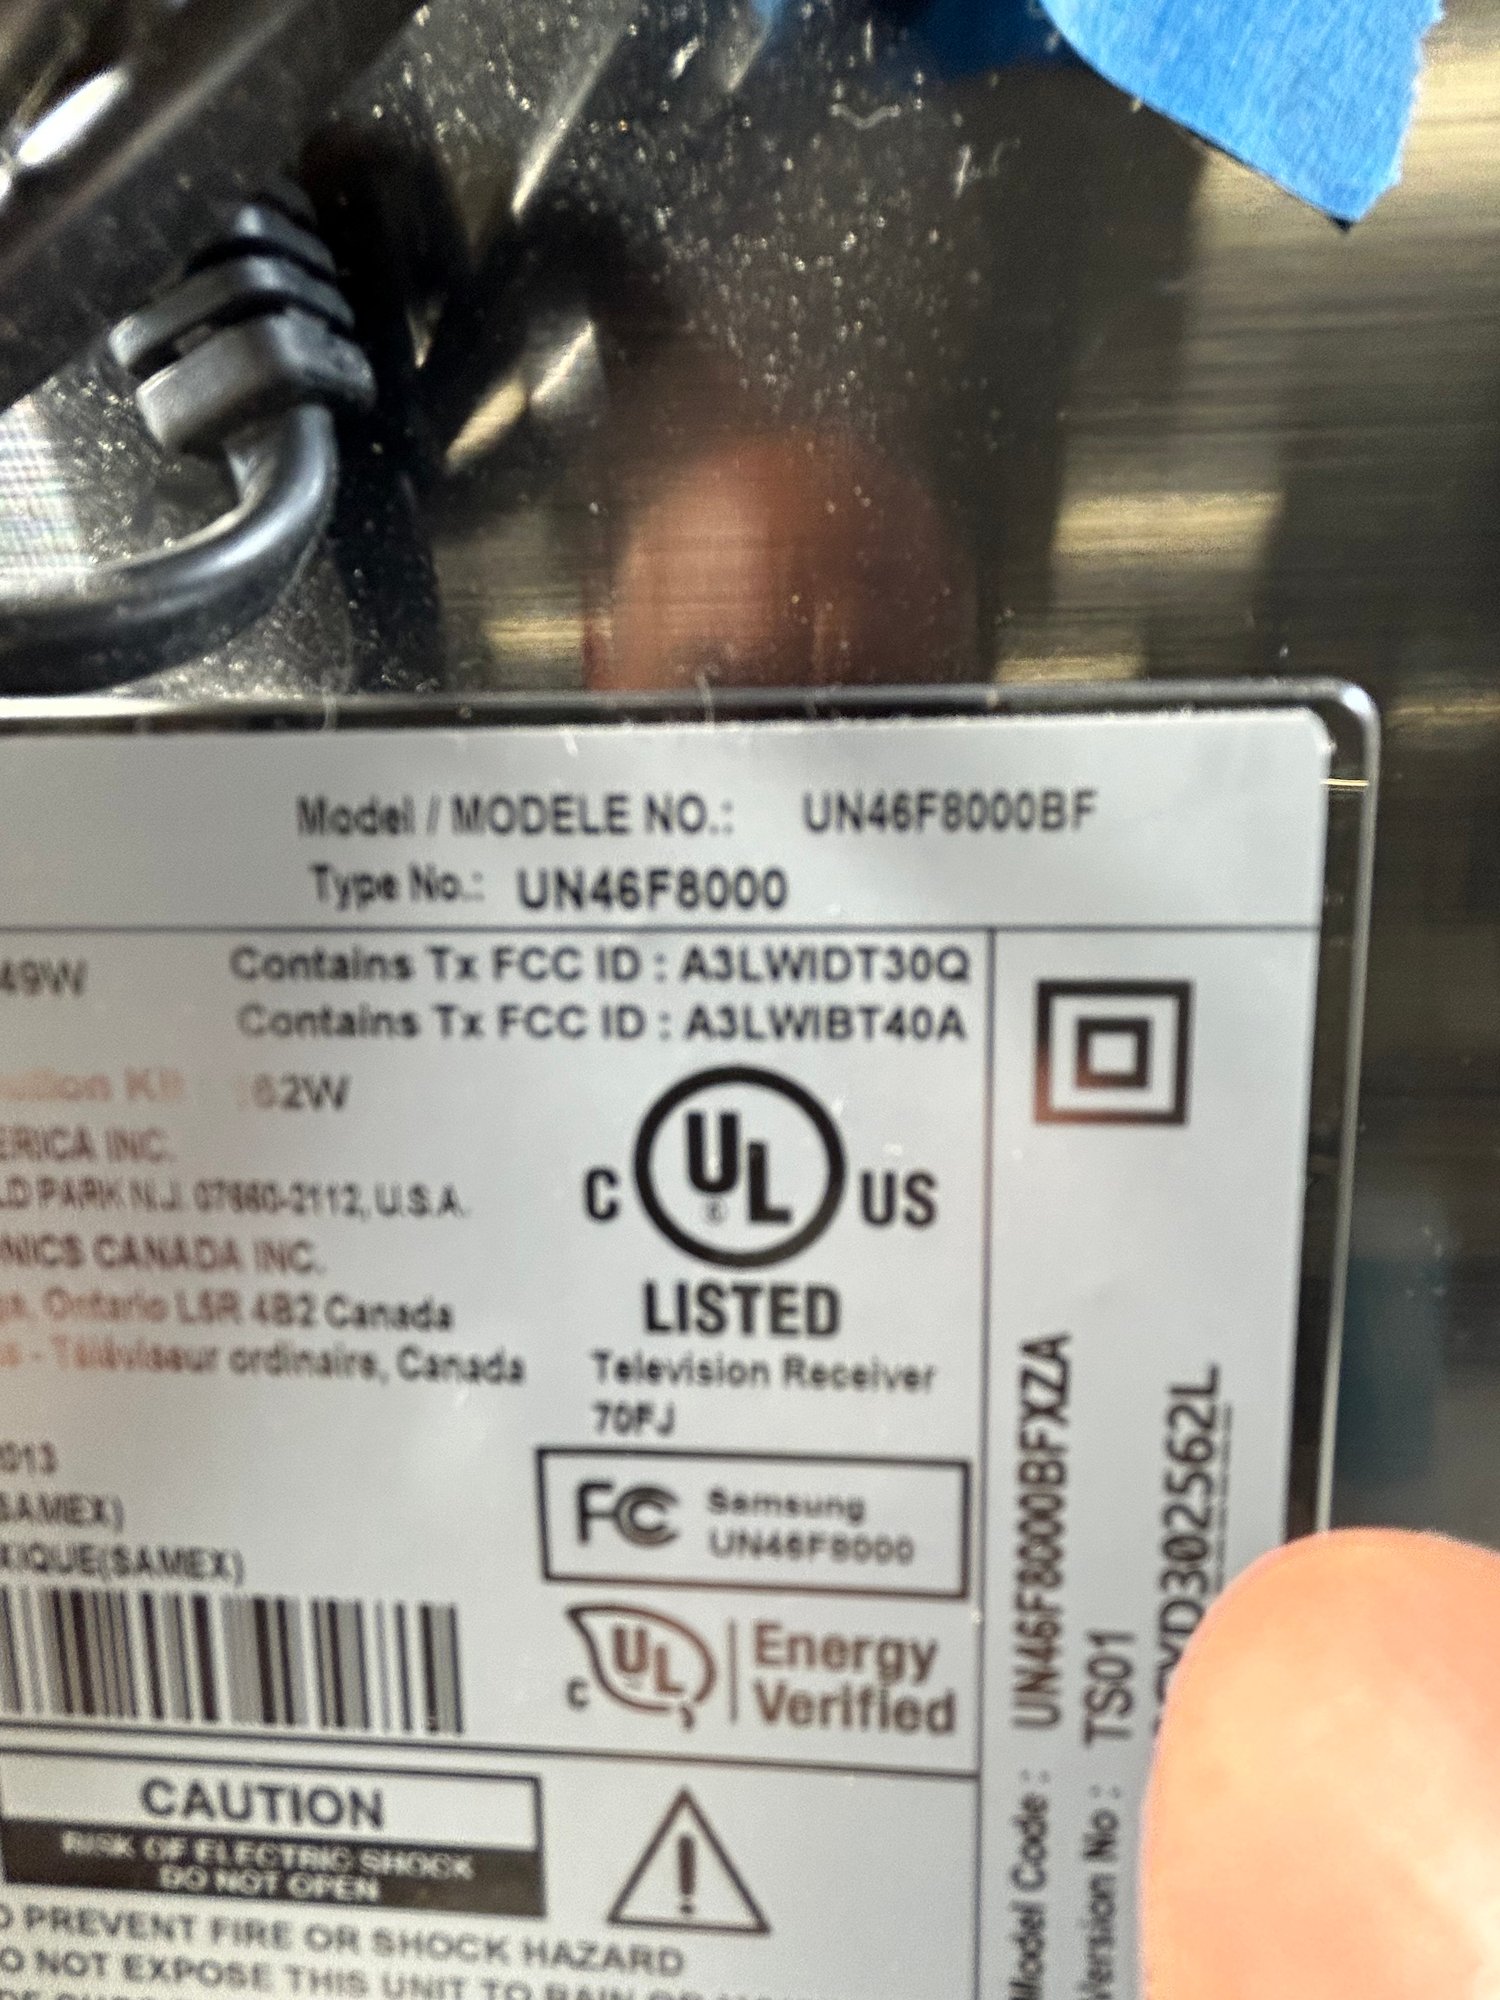 Model / MODELE NO.: UN46F8000BF
Type No.: UN46F8000
49W
Contains Tx FCC ID : A3LWIDT30Q
Contains Tx FCC ID : A3LWIBT40A
62W
ERICA INC.
LD PARK N.J. 07660-2112, U.S.A.
NICS CANADA INC.
Ontario L5R 4B2 Canada
- Téléviseur ordinaire, Canada
013
SAMEX)
XIQUE(SAMEX)
C UL ® US
LISTED
Television Receiver
70FJ
FC Samsung
UN46F8000
C UL Energy
Verified
CAUTION
RISK OF ELECTRIC SHOCK
DO NOT OPEN
O PREVENT FIRE OR SHOCK HAZARD
O NOT EXPOSE THIS UNIT TO RAIN OR
Model Code : UN46F8000BFXZA
Version No : TS01
YD302562L